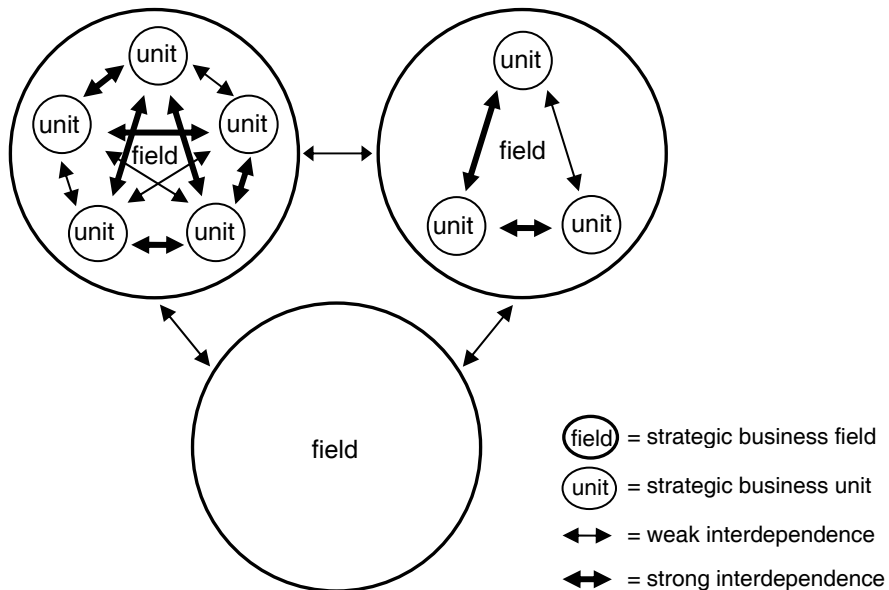 unit
unit
unit
unit
field
unit
unit
unit
field
unit
unit
field
field = strategic business field
unit = strategic business unit
= weak interdependence
= strong interdependence